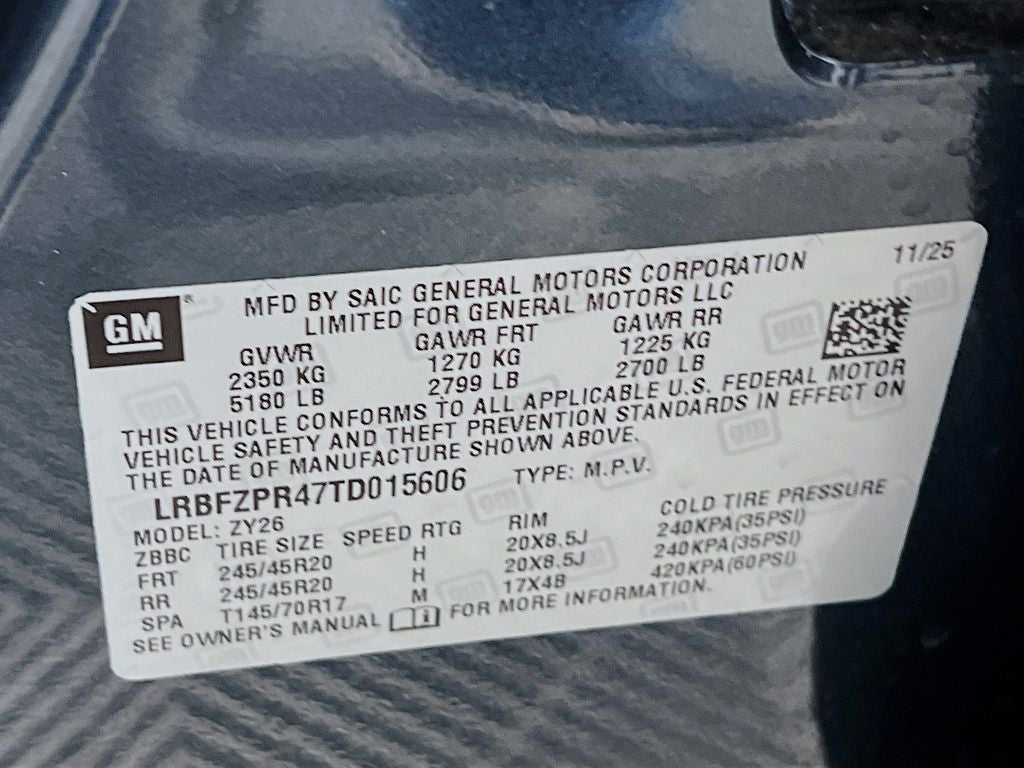 11/25
GM
MFD BY SAIC GENERAL MOTORS CORPORATION
LIMITED FOR GENERAL MOTORS LLC
GVWR GAWR FRT GAWR RR
2350 KG 1270 KG 1225 KG
5180 LB 2799 LB 2700 LB
THIS VEHICLE CONFORMS TO ALL APPLICABLE U.S. FEDERAL MOTOR
VEHICLE SAFETY AND THEFT PREVENTION STANDARDS IN EFFECT ON
THE DATE OF MANUFACTURE SHOWN ABOVE.
LRBFZPR47TD015606 TYPE: M.P.V.
MODEL: ZY26
ZBBC TIRE SIZE SPEED RTG RIM COLD TIRE PRESSURE
FRT 245/45R20 H 20X8.5J 240KPA(35PSI)
RR 245/45R20 H 20X8.5J 240KPA(35PSI)
SPA T145/70R17 M 17X4B 420KPA(60PSI)
SEE OWNER'S MANUAL FOR MORE INFORMATION.